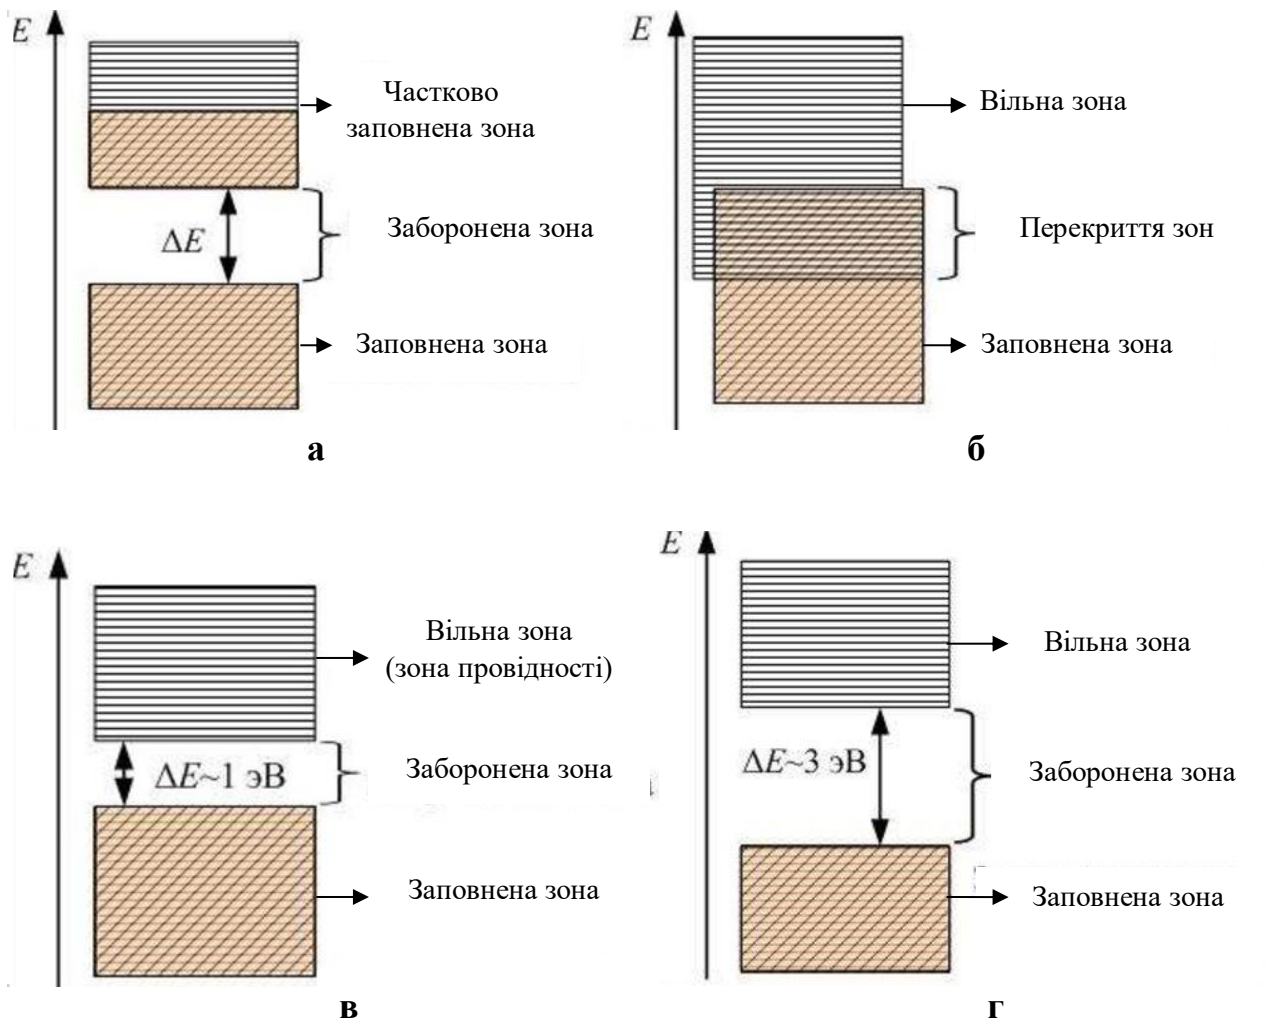 E
Частково
заповнена зона
Заборонена зона
ΔE
Заповнена зона
а
E
Вільна зона
Перекриття зон
Заповнена зона
б
E
Вільна зона
(зона провідності)
ΔE~1 эВ
Заборонена зона
Заповнена зона
в
E
Вільна зона
ΔE~3 эВ
Заборонена зона
Заповнена зона
г